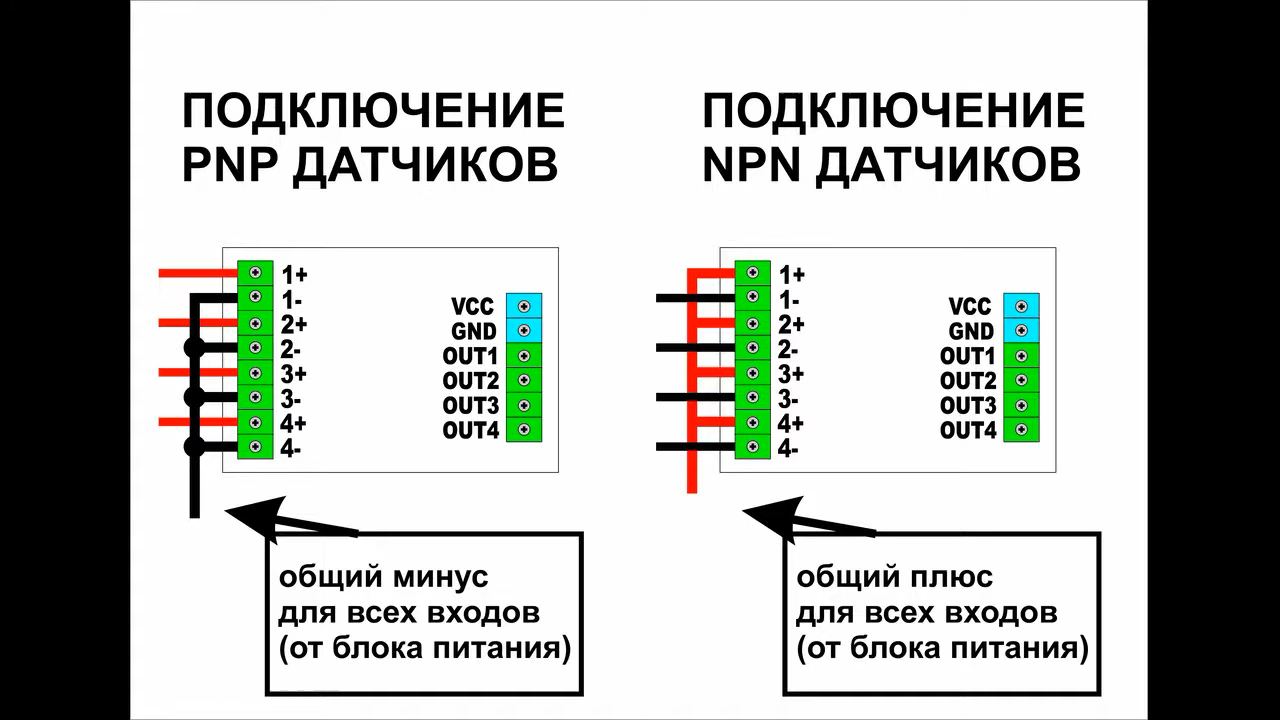 ПОДКЛЮЧЕНИЕ
PNP ДАТЧИКОВ
1+
1-
2+
2-
3+
3-
4+
4-
VCC
GND
OUT1
OUT2
OUT3
OUT4
общий минус
для всех входов
(от блока питания)
ПОДКЛЮЧЕНИЕ
NPN ДАТЧИКОВ
1+
1-
2+
2-
3+
3-
4+
4-
VCC
GND
OUT1
OUT2
OUT3
OUT4
общий плюс
для всех входов
(от блока питания)